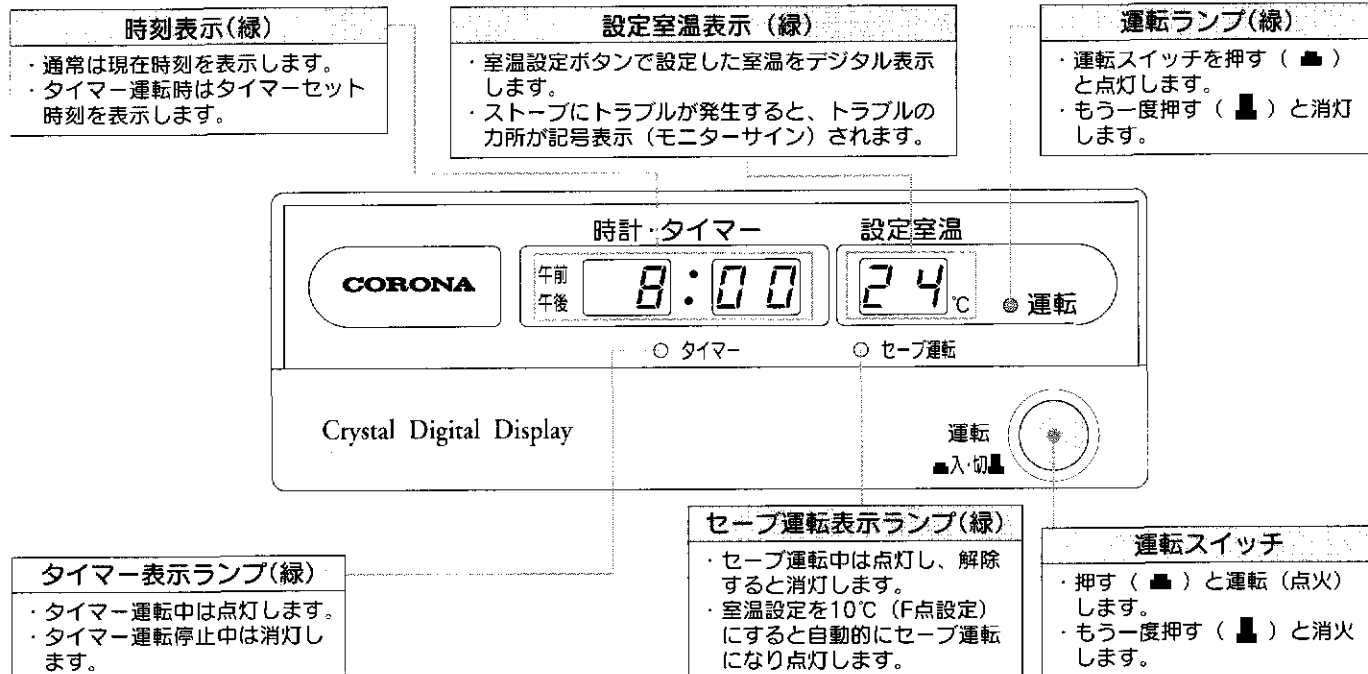 時刻表示(緑)
・通常は現在時刻を表示します。
・タイマー運転時はタイマーセット
時刻を表示します。
設定室温表示（緑）
・室温設定ボタンで設定した室温をデジタル表示
します。
・ストーブにトラブルが発生すると、トラブルの
カ所が記号表示（モニターサイン）されます。
運転ランプ(緑)
・運転スイッチを押す（ ）
と点灯します。
・もう一度押す（ ）と消灯
します。
時計・タイマー
設定室温
CORONA
午前
午後
8:00
24℃
運転
タイマー
セーブ運転
Crystal Digital Display
運転
入・切
タイマー表示ランプ(緑)
・タイマー運転中は点灯します。
・タイマー運転停止中は消灯し
ます。
セーブ運転表示ランプ(緑)
・セーブ運転中は点灯し、解除
すると消灯します。
・室温設定を10℃（F点設定）
にすると自動的にセーブ運転
になり点灯します。
運転スイッチ
・押す（ ）と運転（点火）
します。
・もう一度押す（ ）と消火
します。